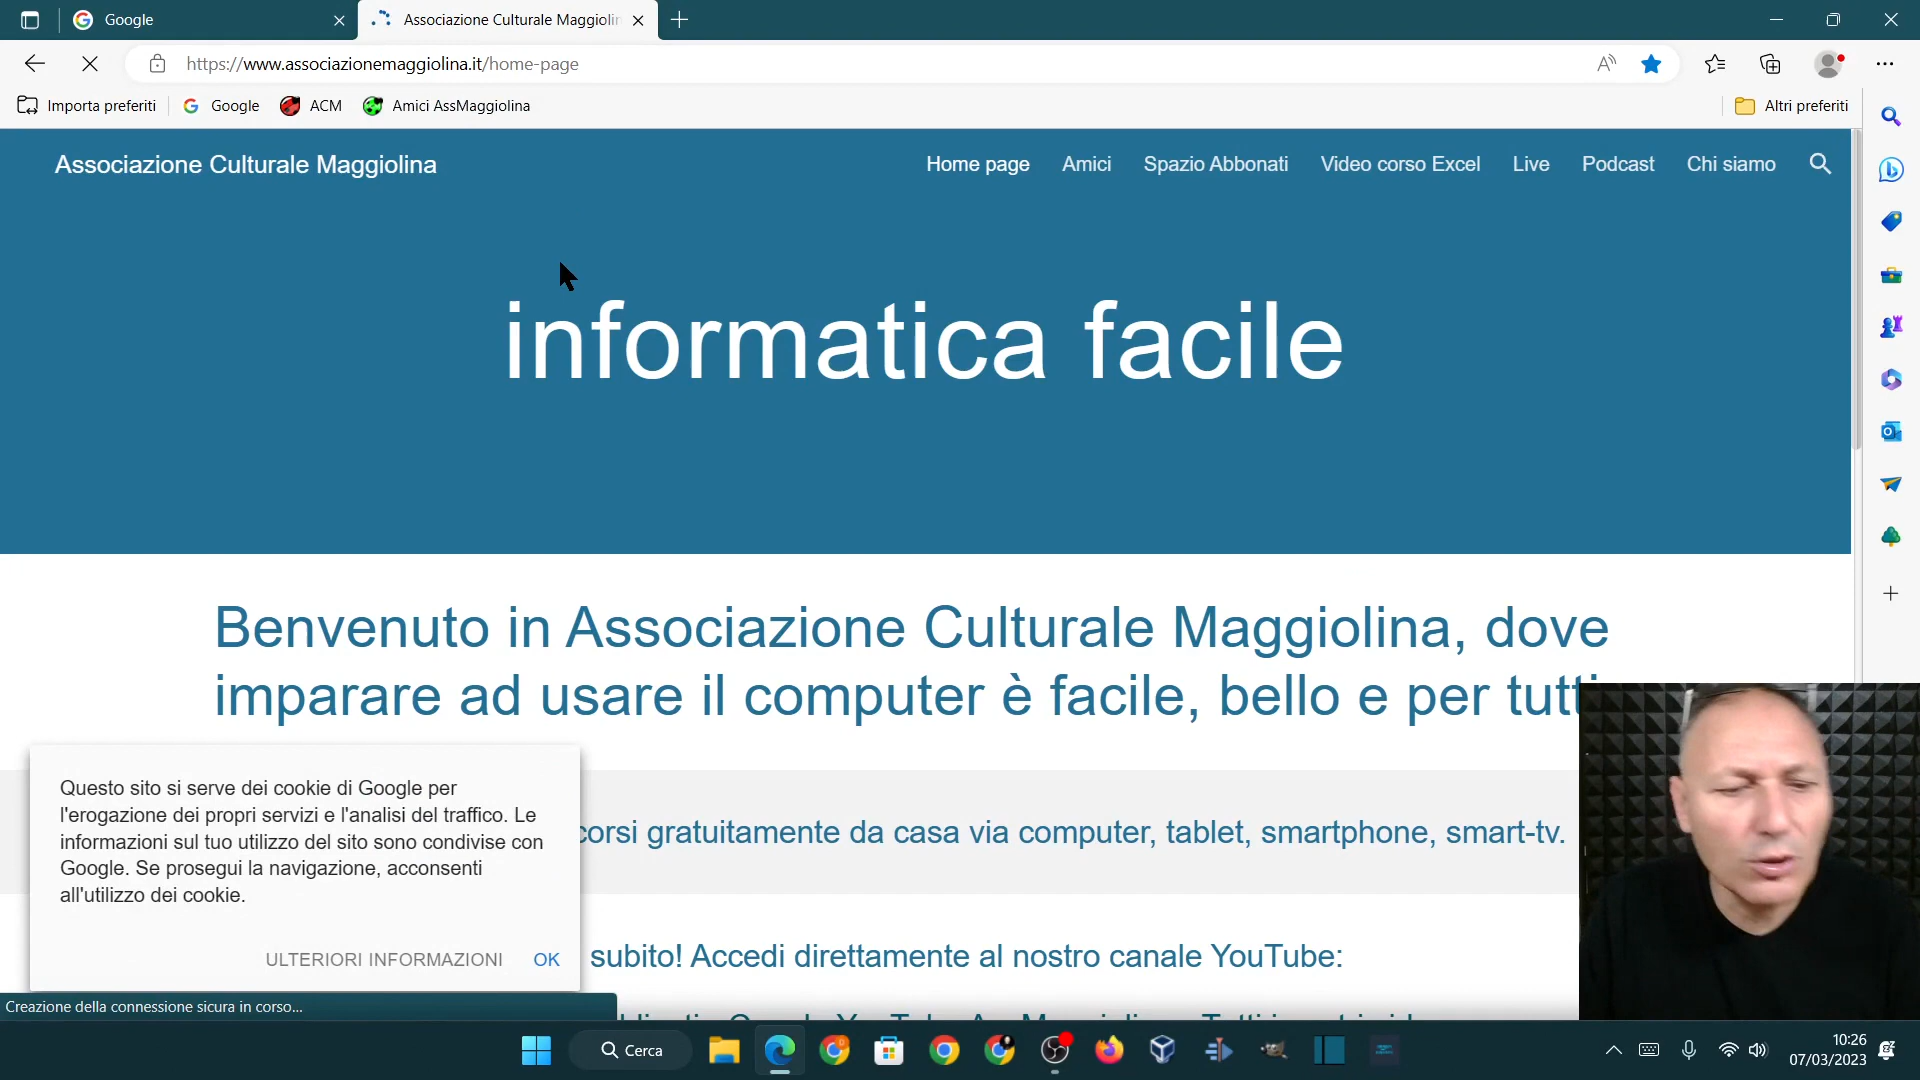 Google
Associazione Culturale Maggiolin
https://www.associazionemaggiolina.it/home-page
Importa preferiti
Google
ACM
Amici AssMaggiolina
Altri preferiti
Associazione Culturale Maggiolina
Home page
Amici
Spazio Abbonati
Video corso Excel
Live
Podcast
Chi siamo
informatica facile
Benvenuto in Associazione Culturale Maggiolina, dove
imparare ad usare il computer è facile, bello e per tutti
corsi gratuitamente da casa via computer, tablet, smartphone, smart-tv.
subito! Accedi direttamente al nostro canale YouTube:
Questo sito si serve dei cookie di Google per
l'erogazione dei propri servizi e l'analisi del traffico. Le
informazioni sul tuo utilizzo del sito sono condivise con
Google. Se prosegui la navigazione, acconsenti
all'utilizzo dei cookie.
ULTERIORI INFORMAZIONI
OK
Creazione della connessione sicura in corso...
Cerca
10:26
07/03/2023